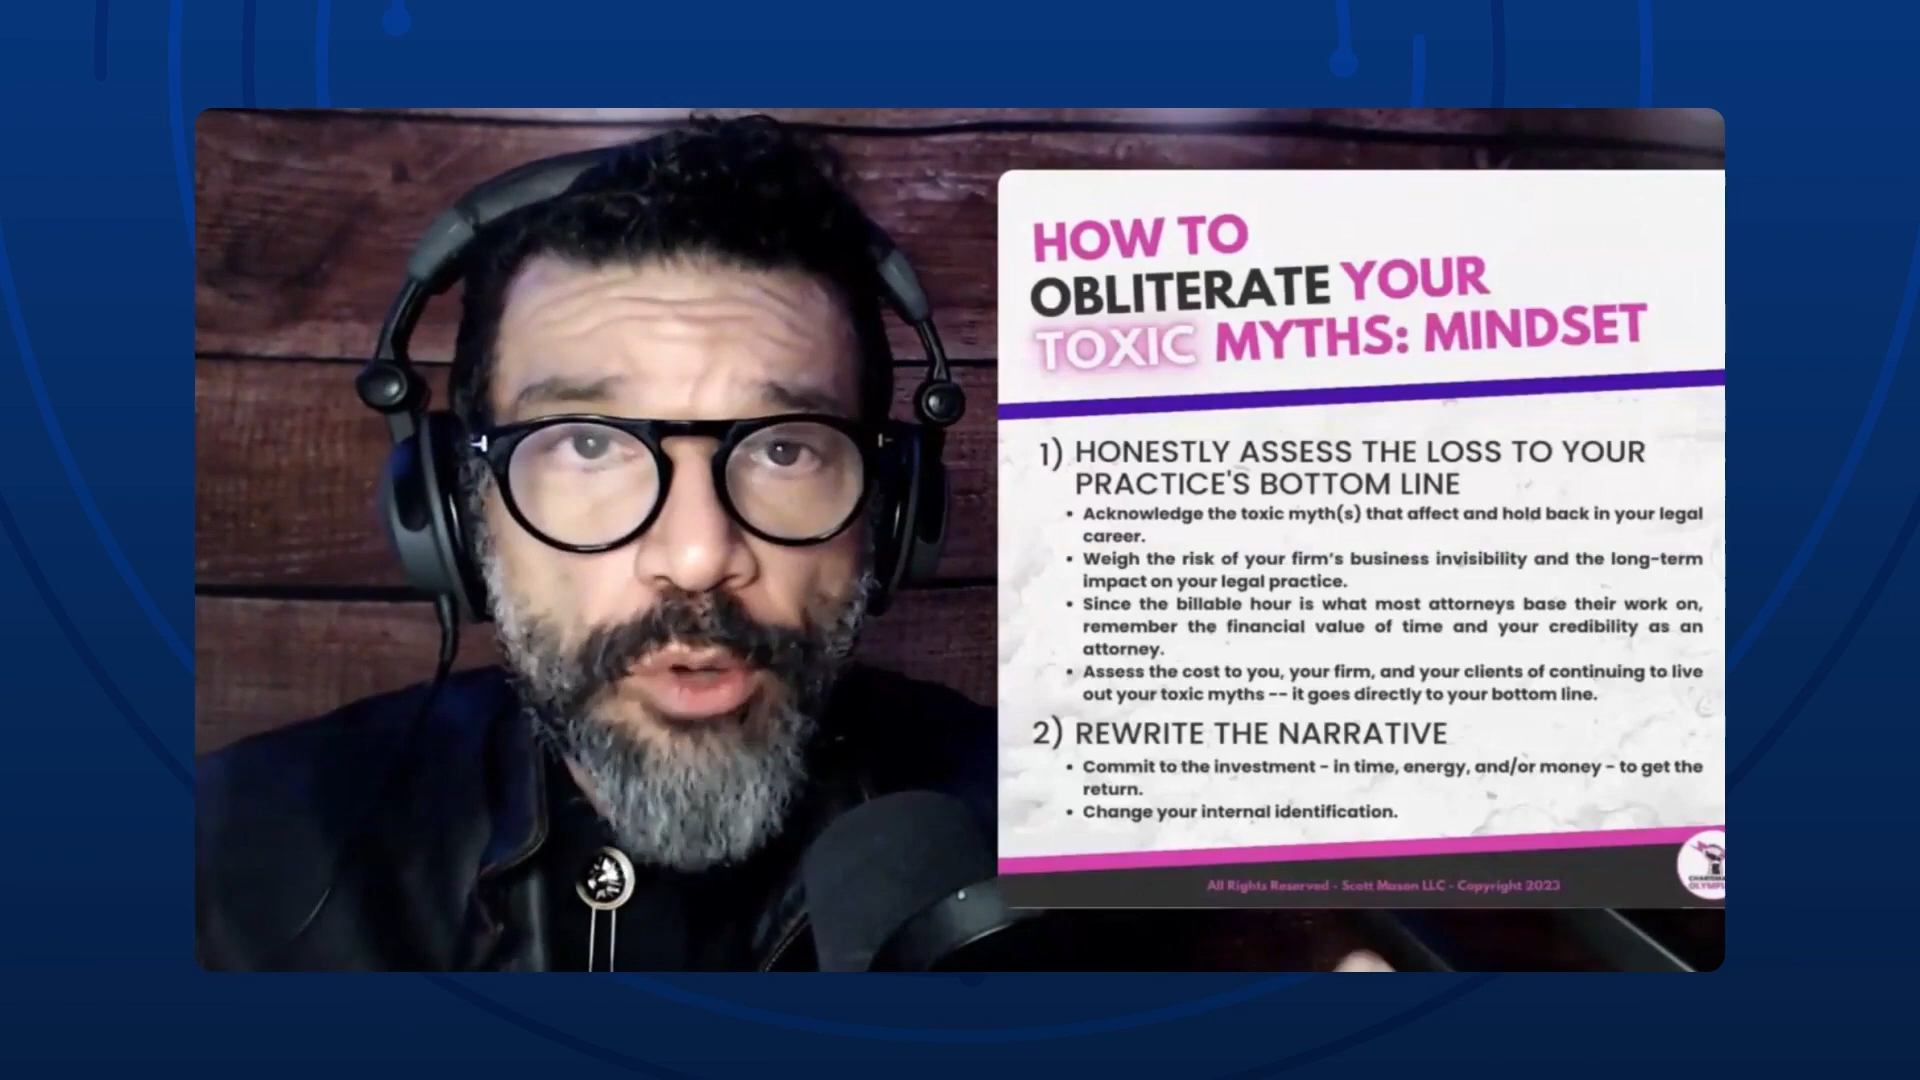 HOW TO
OBLITERATE YOUR
TOXIC MYTHS: MINDSET
1) HONESTLY ASSESS THE LOSS TO YOUR
PRACTICE'S BOTTOM LINE
• Acknowledge the toxic myth(s) that affect and hold back in your legal
career.
• Weigh the risk of your firm's business invisibility and the long-term
impact on your legal practice.
• Since the billable hour is what most attorneys base their work on,
remember the financial value of time and your credibility as an
attorney.
• Assess the cost to you, your firm, and your clients of continuing to live
out your toxic myths -- it goes directly to your bottom line.
2) REWRITE THE NARRATIVE
• Commit to the investment - in time, energy, and/or money - to get the
return.
• Change your internal identification.
All Rights Reserved - Scott Mason LLC - Copyright 2023